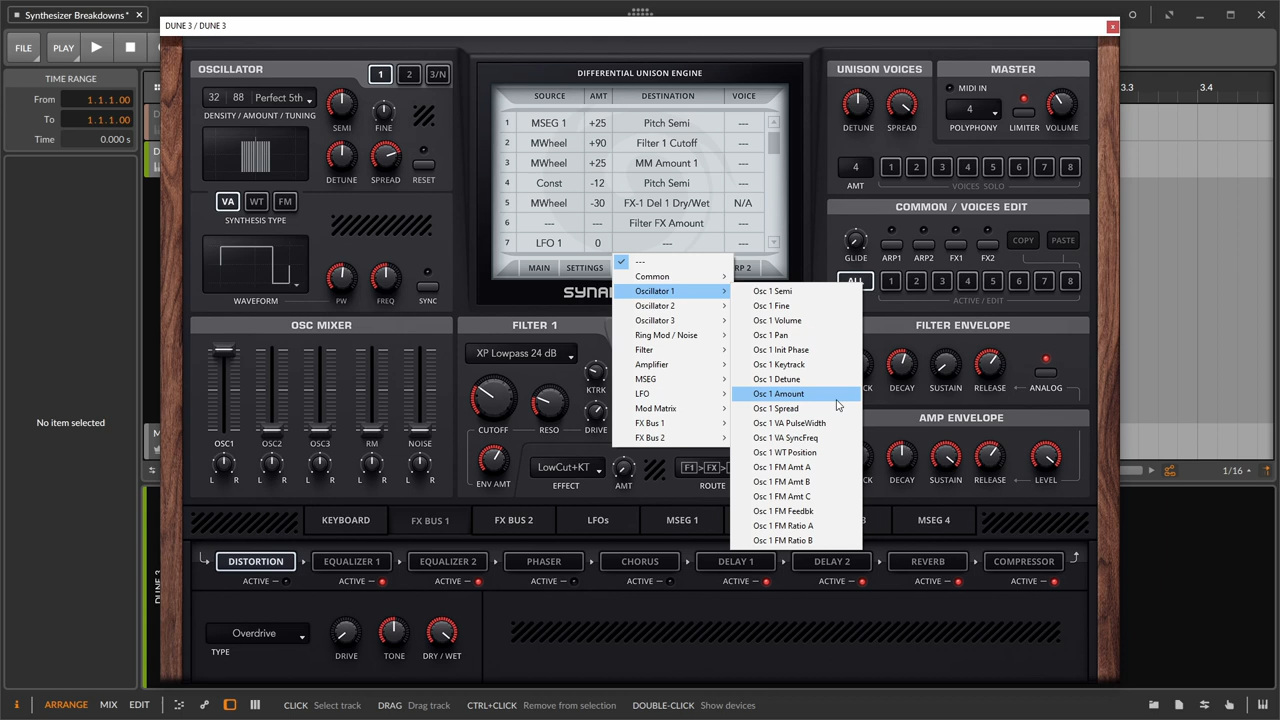 Synthesizer Breakdowns* ×
DUNE 3 / DUNE 3
x
FILE
PLAY
TIME RANGE
From 1.1.1.00
To 1.1.1.00
0.000 s
No item selected
3.3
3.4
OSCILLATOR
1 2 3/N
32 88 Perfect 5th
DENSITY / AMOUNT / TUNING
SEMI FINE
DETUNE SPREAD RESET
VA WT FM
SYNTHESIS TYPE
WAVEFORM
PW FREQ SYNC
DIFFERENTIAL UNISON ENGINE
SOURCE AMT DESTINATION VOICE
1 MSEG 1 +25 Pitch Semi ---
2 MWheel +90 Filter 1 Cutoff ---
3 MWheel +25 MM Amount 1 ---
4 Const -12 Pitch Semi ---
5 MWheel -30 FX-1 Del 1 Dry/Wet N/A
6 --- --- Filter FX Amount ---
7 LFO 1 0 --- ---
MAIN SETTINGS RP 2
SYNAP
UNISON VOICES
DETUNE SPREAD
MASTER
MIDI IN
4
POLYPHONY LIMITER VOLUME
4 1 2 3 4 5 6 7 8
AMT VOICES SOLO
COMMON / VOICES EDIT
GLIDE ARP1 ARP2 FX1 FX2 COPY PASTE
ALL 1 2 3 4 5 6 7 8
ACTIVE / EDIT
---
Common
Oscillator 1
Oscillator 2
Oscillator 3
Ring Mod / Noise
Filter
Amplifier
MSEG
LFO
Mod Matrix
FX Bus 1
FX Bus 2
Osc 1 Semi
Osc 1 Fine
Osc 1 Volume
Osc 1 Pan
Osc 1 Init Phase
Osc 1 Keytrack
Osc 1 Detune
Osc 1 Amount
Osc 1 Spread
Osc 1 VA PulseWidth
Osc 1 VA SyncFreq
Osc 1 WT Position
Osc 1 FM Amt A
Osc 1 FM Amt B
Osc 1 FM Amt C
Osc 1 FM Feedbk
Osc 1 FM Ratio A
Osc 1 FM Ratio B
OSC MIXER
OSC1 OSC2 OSC3 RM NOISE
L R L R L R L R L R
FILTER 1
XP Lowpass 24 dB
KTRK
CUTOFF RESO DRIVE
LowCut+KT
F1>FX>
ENV AMT EFFECT AMT ROUTE
FILTER ENVELOPE
CK DECAY SUSTAIN RELEASE ANALOG
AMP ENVELOPE
CK DECAY SUSTAIN RELEASE LEVEL
1/16
KEYBOARD FX BUS 1 FX BUS 2 LFOs MSEG 1 3 MSEG 4
DISTORTION EQUALIZER 1 EQUALIZER 2 PHASER CHORUS DELAY 1 DELAY 2 REVERB COMPRESSOR
ACTIVE ACTIVE ACTIVE ACTIVE ACTIVE ACTIVE ACTIVE ACTIVE ACTIVE
Overdrive
TYPE
DRIVE TONE DRY / WET
DUNE 3
i ARRANGE MIX EDIT CLICK Select track DRAG Drag track CTRL+CLICK Remove from selection DOUBLE-CLICK Show devices